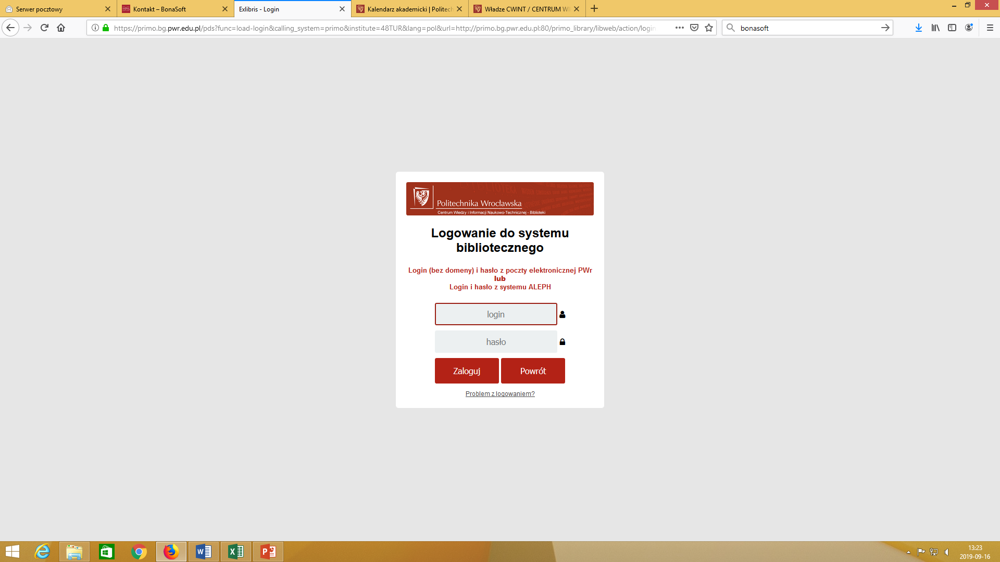 Serwer pocztowy
Kontakt – BonaSoft
Exlibris - Login
Kalendarz akademicki | Politech
Władze CWINT / CENTRUM WI
https://primo.bg.pwr.edu.pl/pds?func=load-login&calling_system=primo&institute=48TUR&lang=pol&url=http://primo.bg.pwr.edu.pl:80/primo_library/libweb/action/login
bonasoft
Politechnika Wrocławska
Centrum Wiedzy i Informacji Naukowo-Technicznej - Biblioteki
Logowanie do systemu
bibliotecznego
Login (bez domeny) i hasło z poczty elektronicznej PWr
lub
Login i hasło z systemu ALEPH
login
hasło
Zaloguj
Powrót
Problem z logowaniem?
13:23
2019-09-16